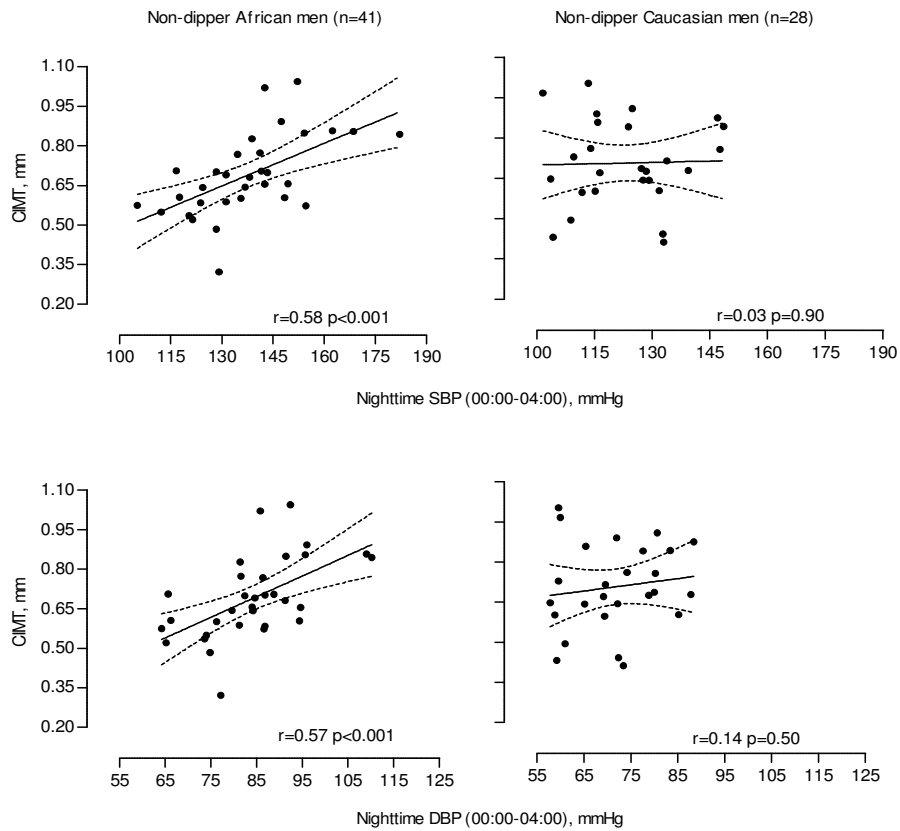 Non-dipper African men (n=41)
Non-dipper Caucasian men (n=28)
1.10
0.95
0.80
0.65
0.50
0.35
0.20
CIMT, mm
r=0.58 p<0.001
r=0.03 p=0.90
100 115 130 145 160 175 190
100 115 130 145 160 175 190
Nighttime SBP (00:00-04:00), mmHg
1.10
0.95
0.80
0.65
0.50
0.35
0.20
CIMT, mm
r=0.57 p<0.001
r=0.14 p=0.50
55 65 75 85 95 105 115 125
55 65 75 85 95 105 115 125
Nighttime DBP (00:00-04:00), mmHg